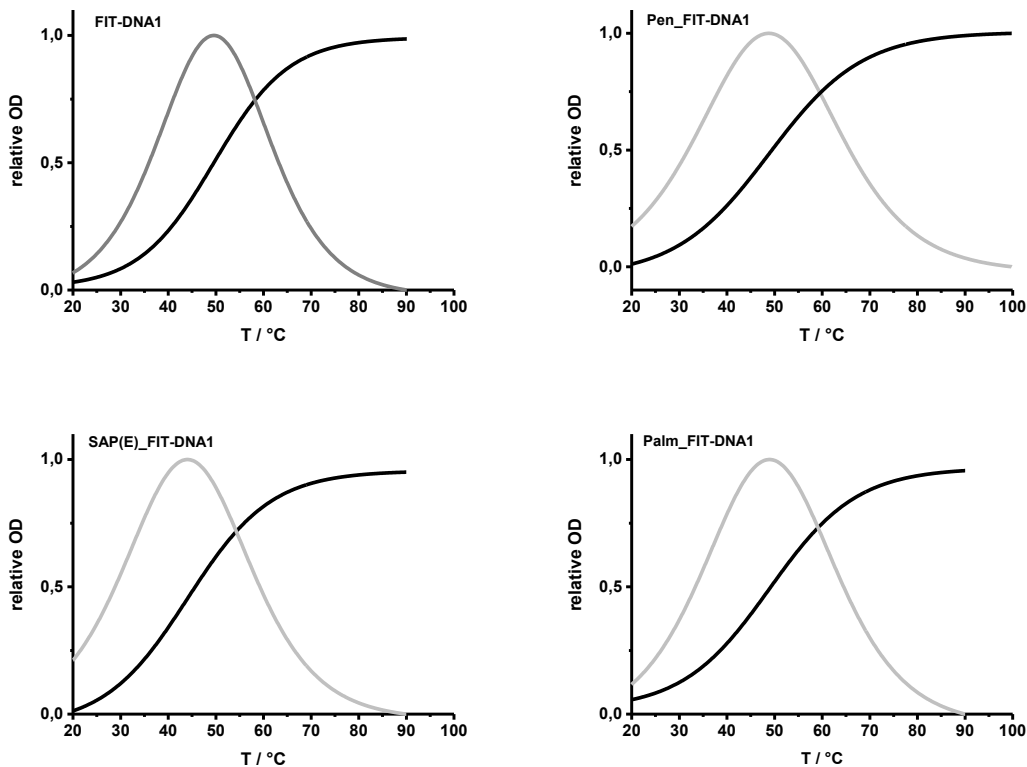 FIT-DNA1
1,0
0,5
0,0
relative OD
20 30 40 50 60 70 80 90 100
T / °C
Pen_FIT-DNA1
1,0
0,5
0,0
relative OD
20 30 40 50 60 70 80 90 100
T / °C
SAP(E)_FIT-DNA1
1,0
0,5
0,0
relative OD
20 30 40 50 60 70 80 90 100
T / °C
Palm_FIT-DNA1
1,0
0,5
0,0
relative OD
20 30 40 50 60 70 80 90 100
T / °C